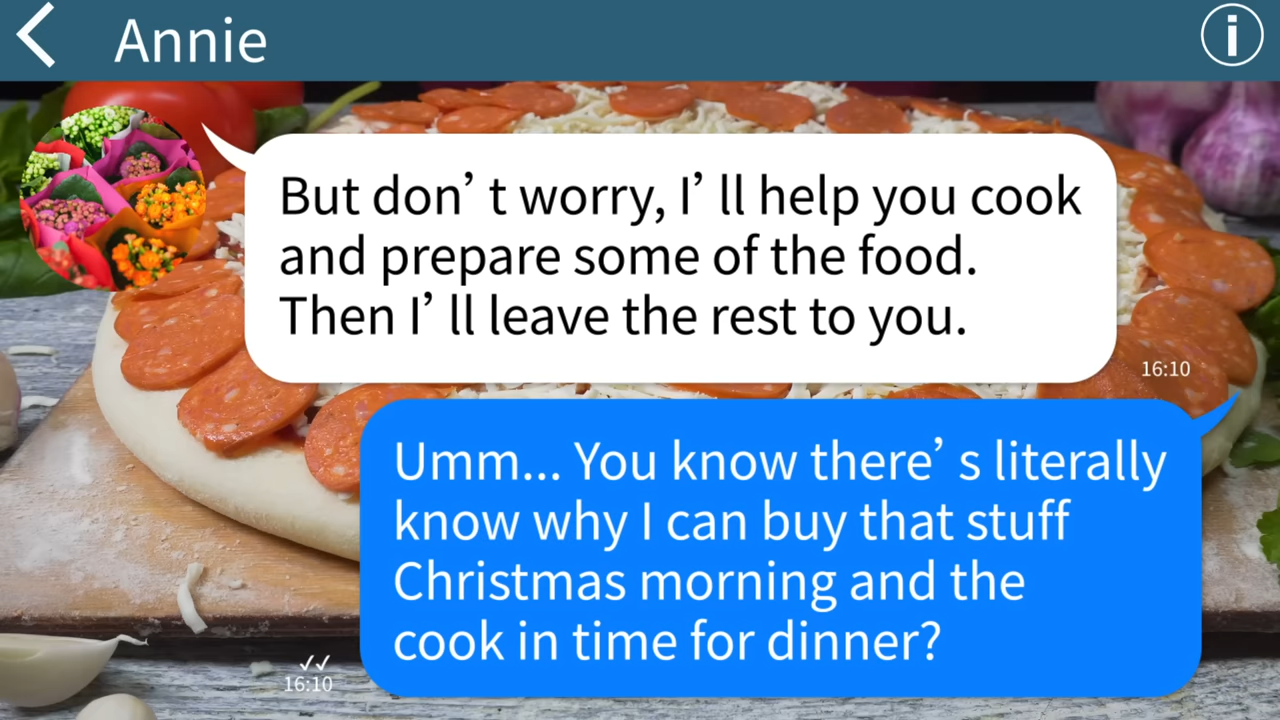 Annie
But don’t worry, I’ll help you cook
and prepare some of the food.
Then I’ll leave the rest to you.
16:10
Umm... You know there’s literally
know why I can buy that stuff
Christmas morning and the
cook in time for dinner?
16:10